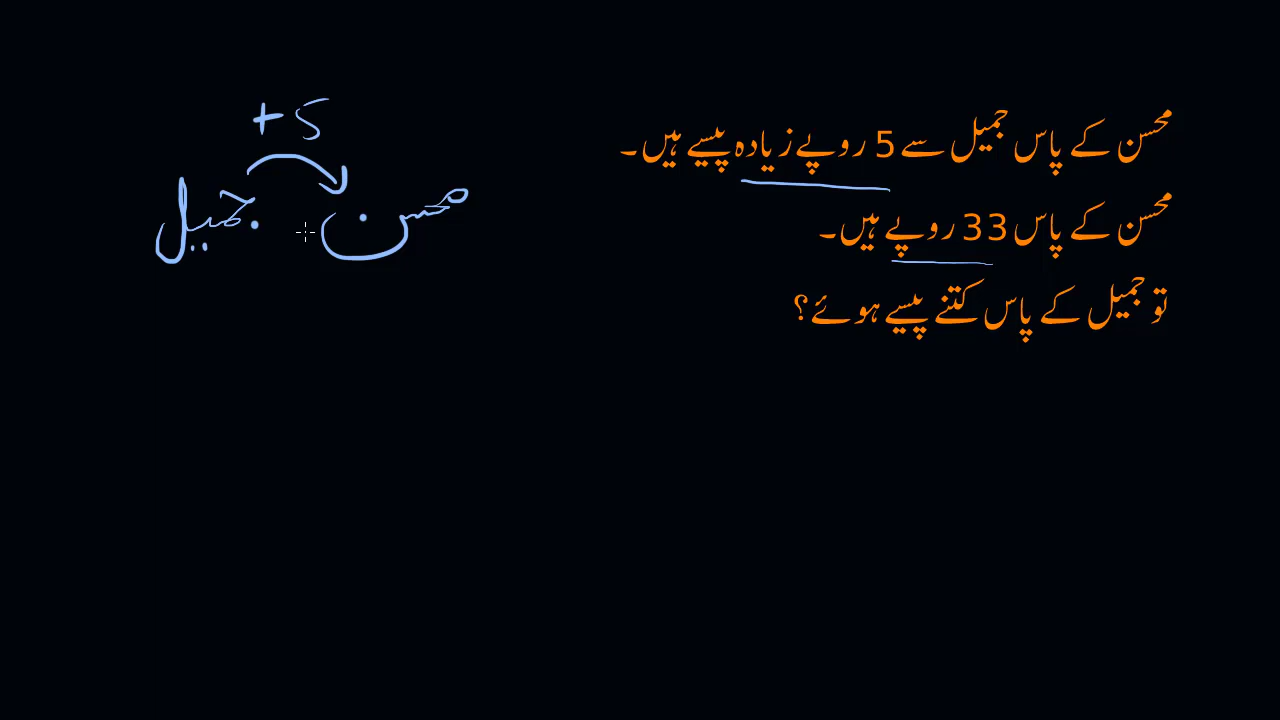 محسن کے پاس جمیل سے 5 روپے زیادہ پیسے ہیں۔
محسن کے پاس 33 روپے ہیں۔
تو جمیل کے پاس کتنے پیسے ہوئے؟
+5
محسن جمیل